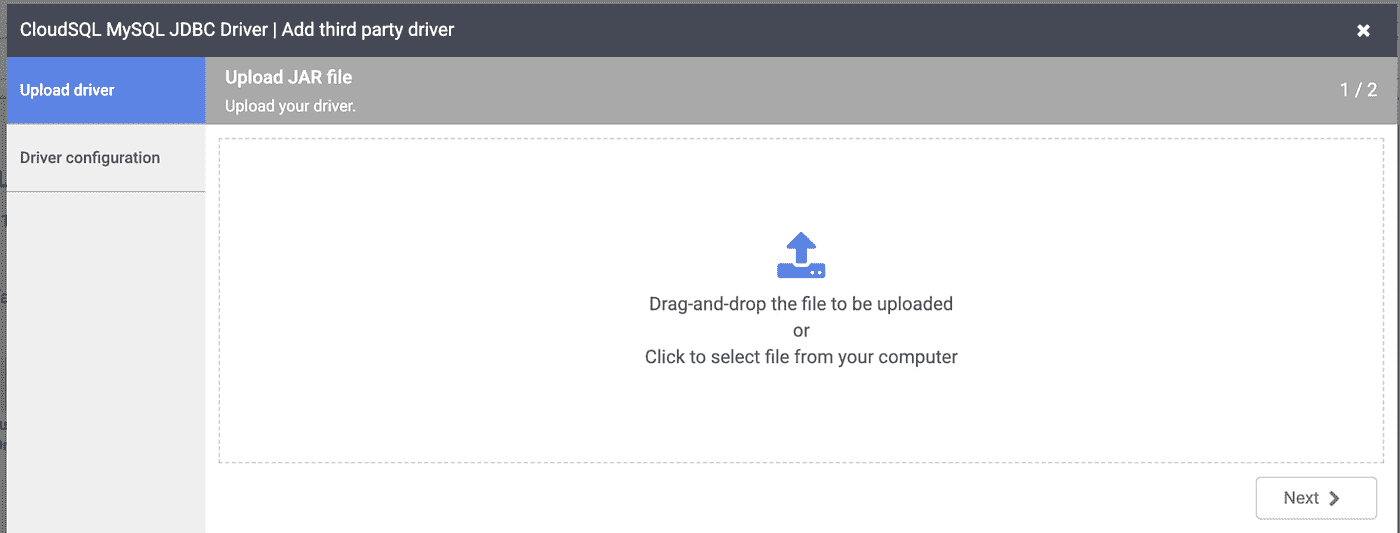 CloudSQL MySQL JDBC Driver | Add third party driver
Upload driver
Upload JAR file
Upload your driver.
1 / 2
Driver configuration
Drag-and-drop the file to be uploaded
or
Click to select file from your computer
Next